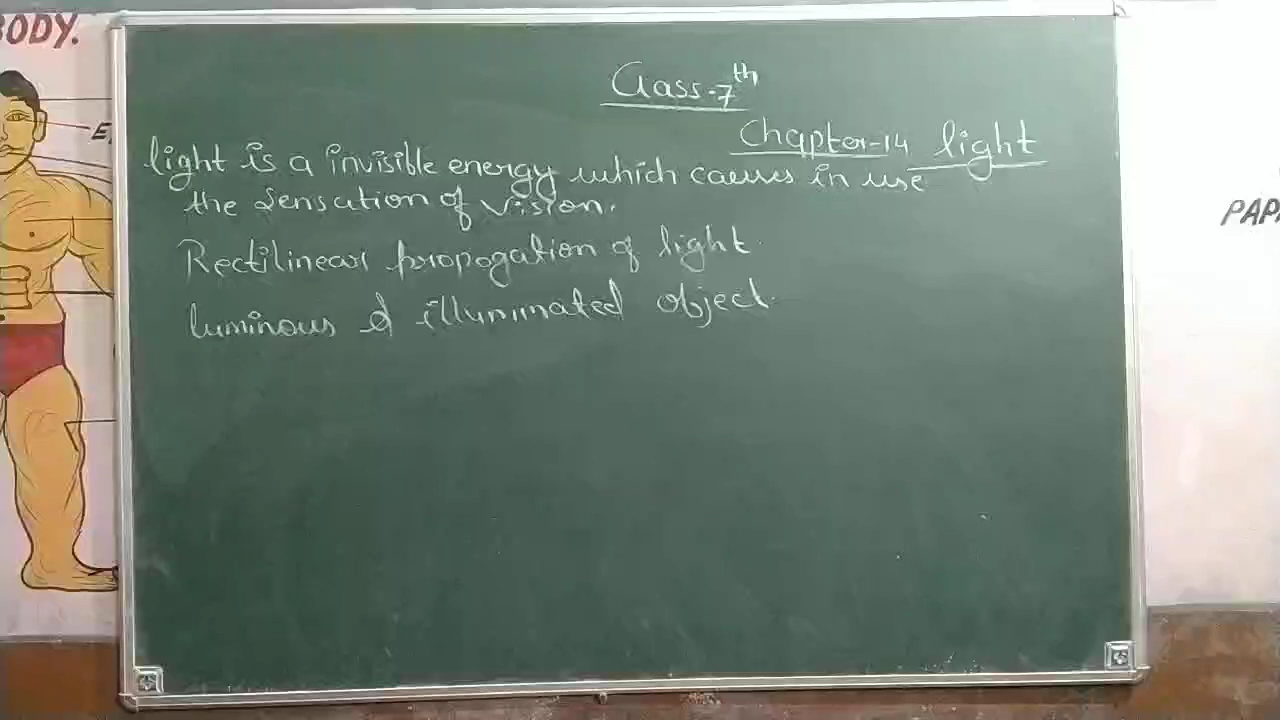 BODY.
Class-7th
Chapter-14 light
light is a invisible energy which causes in use
the sensation of vision.
Rectilinear propogation of light.
luminous & illuminated object.